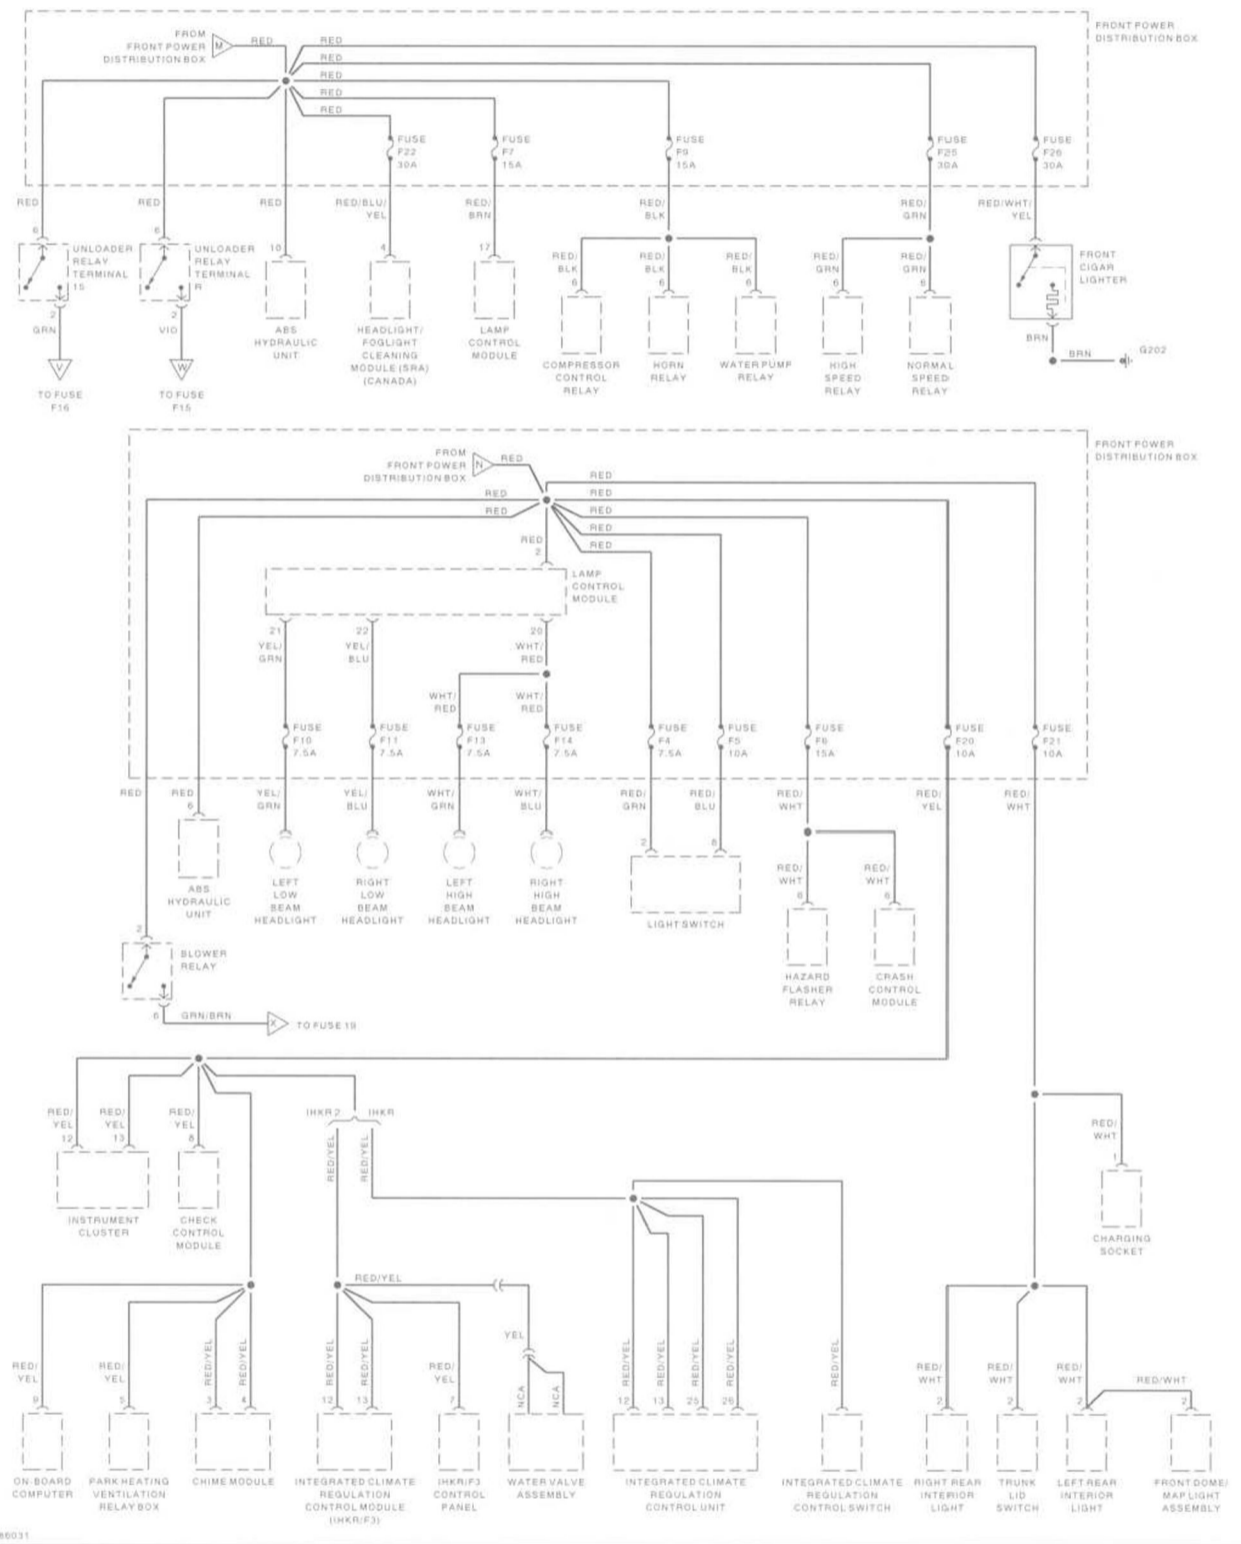 FROM
FRONT POWER
DISTRIBUTION BOX
M
RED
RED
RED
RED
RED
RED
FRONT POWER
DISTRIBUTION BOX
FUSE
F22
30A
FUSE
F7
15A
FUSE
F9
15A
FUSE
F25
30A
FUSE
F26
30A
RED
RED
RED
RED/BLU/
YEL
RED/
BRN
RED/
BLK
RED/
GRN
RED/WHT/
YEL
6
UNLOADER
RELAY
TERMINAL
15
6
UNLOADER
RELAY
TERMINAL
R
10
4
17
RED/
BLK
6
RED/
BLK
6
RED/
BLK
6
RED/
GRN
6
RED/
GRN
6
FRONT
CIGAR
LIGHTER
2
GRN
2
VIO
ABS
HYDRAULIC
UNIT
HEADLIGHT/
FOGLIGHT
CLEANING
MODULE (SRA)
(CANADA)
LAMP
CONTROL
MODULE
COMPRESSOR
CONTROL
RELAY
HORN
RELAY
WATER PUMP
RELAY
HIGH
SPEED
RELAY
NORMAL
SPEED
RELAY
BRN
BRN
G202
V
TO FUSE
F16
W
TO FUSE
F15
FROM
FRONT POWER
DISTRIBUTION BOX
N
RED
FRONT POWER
DISTRIBUTION BOX
RED
RED
RED
RED
RED
RED
RED
RED
2
LAMP
CONTROL
MODULE
21
YEL/
GRN
22
YEL/
BLU
20
WHT/
RED
WHT/
RED
WHT/
RED
FUSE
F10
7.5A
FUSE
F11
7.5A
FUSE
F13
7.5A
FUSE
F14
7.5A
FUSE
F4
7.5A
FUSE
F5
10A
FUSE
F6
15A
FUSE
F20
10A
FUSE
F21
10A
RED
RED
6
YEL/
GRN
YEL/
BLU
WHT/
GRN
WHT/
BLU
RED/
GRN
RED/
BLU
RED/
WHT
RED/
YEL
RED/
WHT
2
8
RED/
WHT
6
RED/
WHT
6
ABS
HYDRAULIC
UNIT
LEFT
LOW
BEAM
HEADLIGHT
RIGHT
LOW
BEAM
HEADLIGHT
LEFT
HIGH
BEAM
HEADLIGHT
RIGHT
HIGH
BEAM
HEADLIGHT
LIGHT SWITCH
HAZARD
FLASHER
RELAY
CRASH
CONTROL
MODULE
2
BLOWER
RELAY
6
GRN/BRN
X
TO FUSE 19
RED/
YEL
12
RED/
YEL
13
RED/
YEL
8
IHKR 2
IHKR
RED/YEL
RED/YEL
RED/
WHT
1
INSTRUMENT
CLUSTER
CHECK
CONTROL
MODULE
CHARGING
SOCKET
RED/YEL
YEL
RED/
YEL
9
RED/
YEL
5
RED/YEL
3
RED/YEL
4
RED/YEL
12
RED/YEL
13
RED/
YEL
7
NCA
NCA
RED/YEL
12
RED/YEL
13
RED/YEL
25
RED/YEL
26
RED/YEL
RED/
WHT
2
RED/
WHT
2
RED/
WHT
2
RED/WHT
2
ON-BOARD
COMPUTER
PARK HEATING
VENTILATION
RELAY BOX
CHIME MODULE
INTEGRATED CLIMATE
REGULATION
CONTROL MODULE
(IHKR/F3)
IHKR/F3
CONTROL
PANEL
WATER VALVE
ASSEMBLY
INTEGRATED CLIMATE
REGULATION
CONTROL UNIT
INTEGRATED CLIMATE
REGULATION
CONTROL SWITCH
RIGHT REAR
INTERIOR
LIGHT
TRUNK
LID
SWITCH
LEFT REAR
INTERIOR
LIGHT
FRONT DOME/
MAP LIGHT
ASSEMBLY
86031